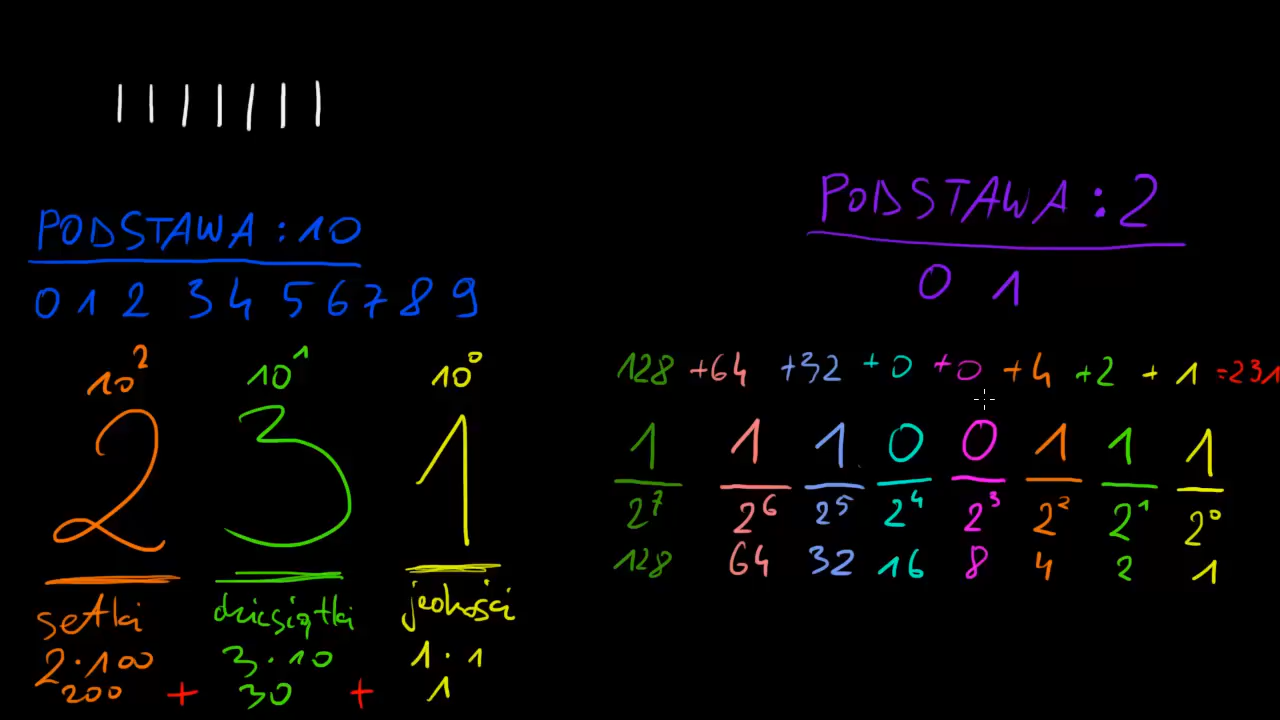 PODSTAWA : 10
0 1 2 3 4 5 6 7 8 9
10² 10¹ 10⁰
2 3 1
setki dziesiątki jedności
2·100 3·10 1·1
200 + 30 + 1
PODSTAWA : 2
0 1
128 +64 +32 +0 +0 +4 +2 +1 =231
1 1 1 0 0 1 1 1
2⁷ 2⁶ 2⁵ 2⁴ 2³ 2² 2¹ 2⁰
128 64 32 16 8 4 2 1